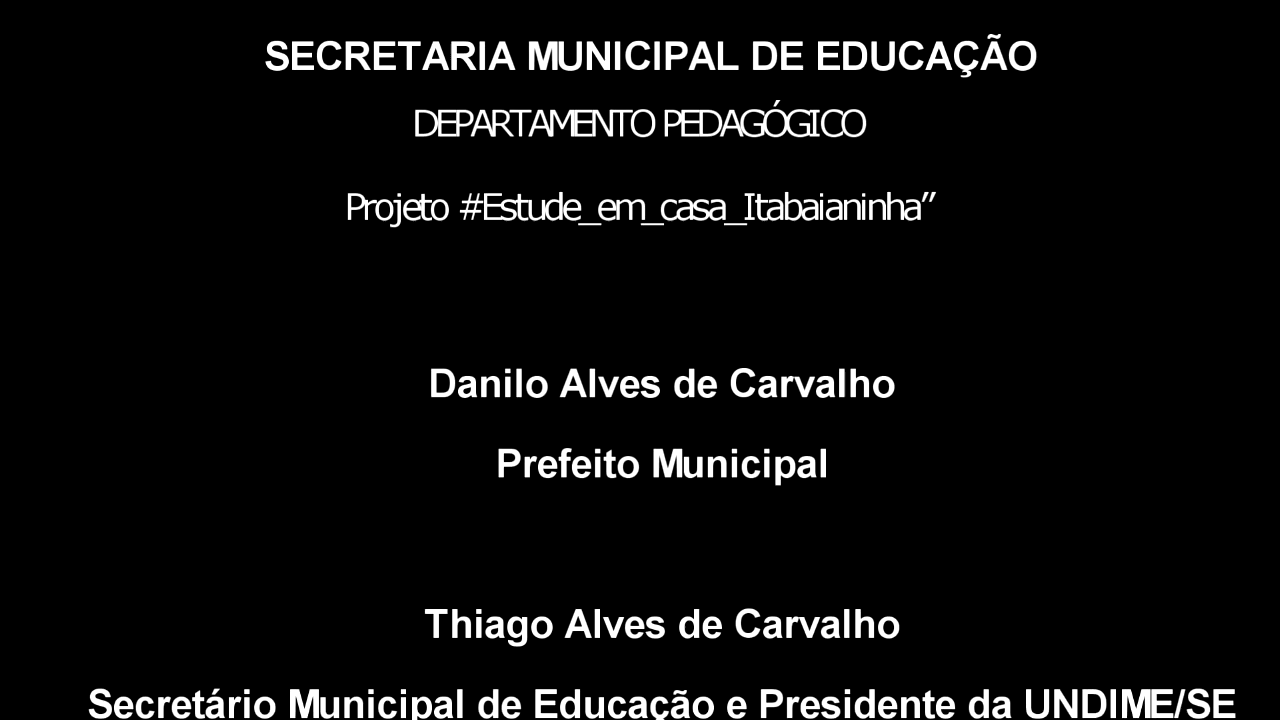 SECRETARIA MUNICIPAL DE EDUCAÇÃO
DEPARTAMENTO PEDAGÓGICO
Projeto #Estude_em_casa_Itabaianinha”
Danilo Alves de Carvalho
Prefeito Municipal
Thiago Alves de Carvalho
Secretário Municipal de Educação e Presidente da UNDIME/SE